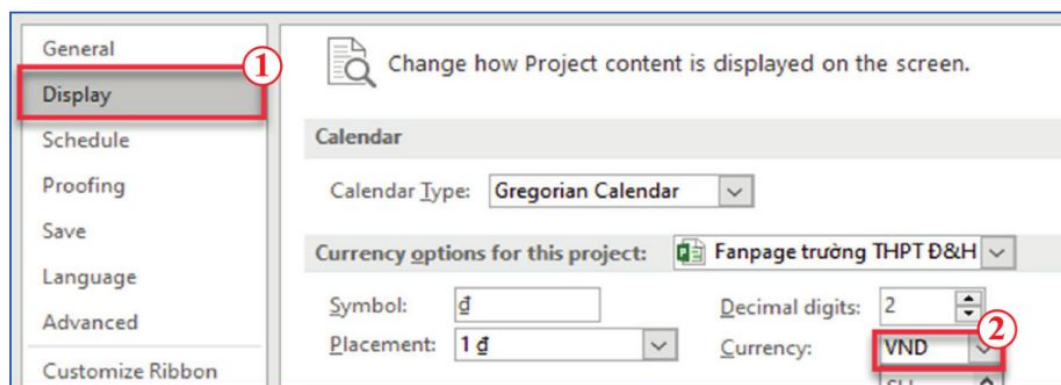 General
Display
①
Schedule
Proofing
Save
Language
Advanced
Customize Ribbon
Change how Project content is displayed on the screen.
Calendar
Calendar Type: Gregorian Calendar
Currency options for this project: Fanpage trường THPT Đ&H
Symbol: ₫ Decimal digits: 2
Placement: 1 ₫ Currency: VND ②